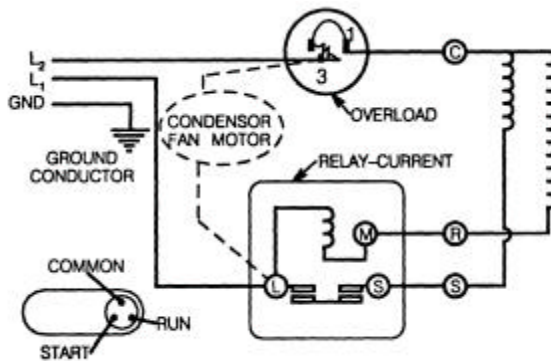 1
C
3
L2
L1
GND
OVERLOAD
CONDENSOR
FAN MOTOR
GROUND
CONDUCTOR
RELAY-CURRENT
M
R
L
S
S
COMMON
RUN
START